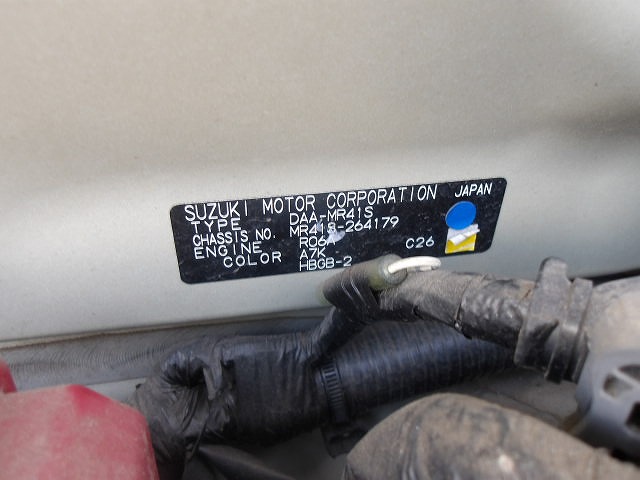 SUZUKI MOTOR CORPORATION JAPAN
TYPE DAA-MR41S
CHASSIS NO. MR41S-264179
ENGINE R06A C26
COLOR A7K
HBGB-2